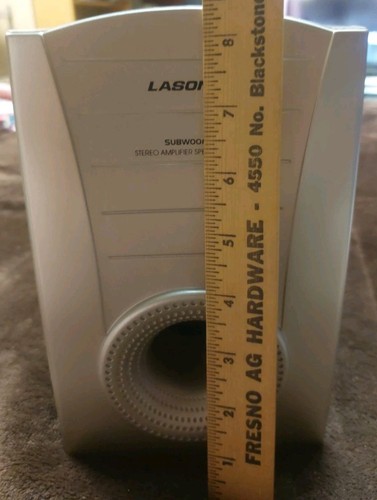 LASON
SUBWOO
STEREO AMPLIFIER SPE
8
7
6
5
4
3
2
1
FRESNO AG HARDWARE - 4550 No. Blackstone